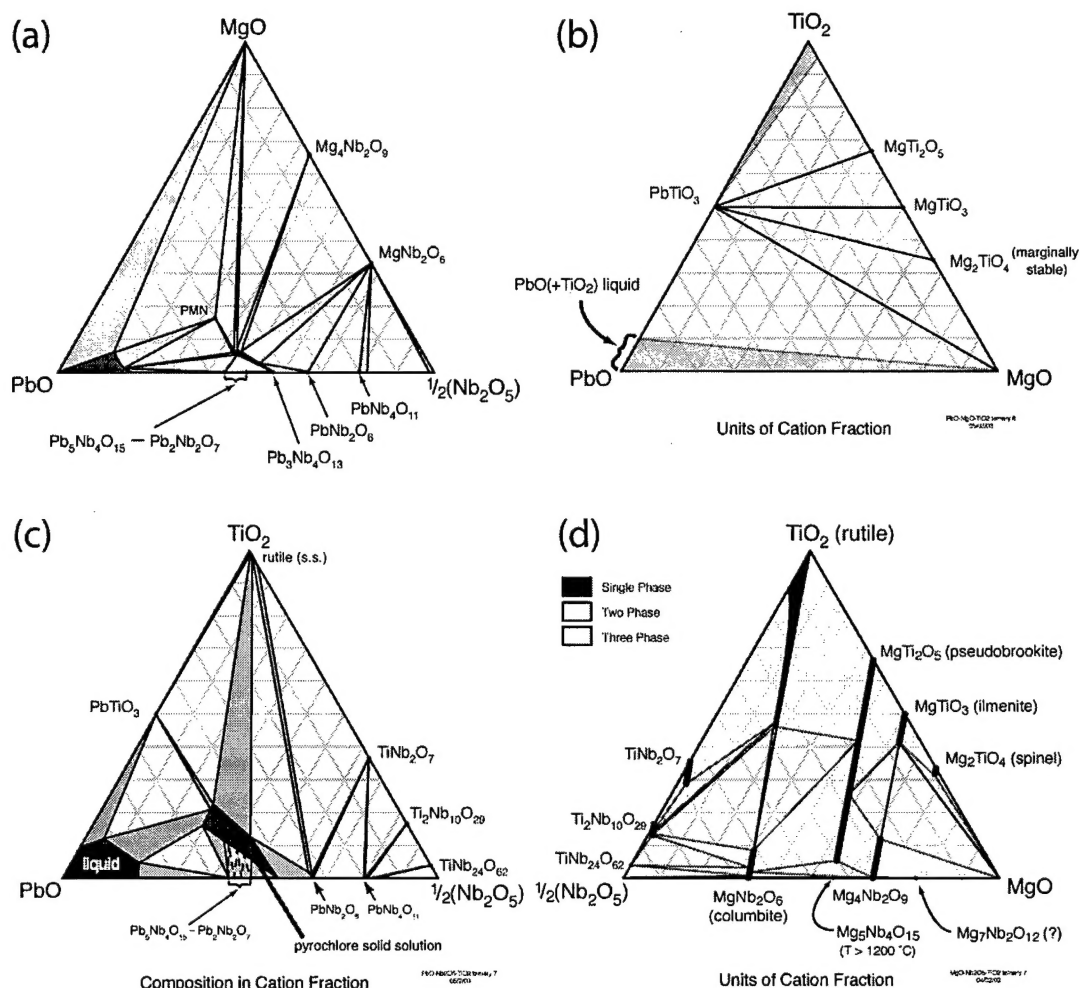 (a)
MgO
Mg₄Nb₂O₉
MgNb₂O₆
PMN
PbO
½(Nb₂O₅)
PbNb₄O₁₁
PbNb₂O₆
Pb₅Nb₄O₁₅ — Pb₂Nb₂O₇
Pb₃Nb₄O₁₃
(b)
TiO₂
MgTi₂O₅
PbTiO₃
MgTiO₃
Mg₂TiO₄ (marginally
stable)
PbO(+TiO₂) liquid
PbO
MgO
Units of Cation Fraction
(c)
TiO₂
rutile (s.s.)
PbTiO₃
TiNb₂O₇
Ti₂Nb₁₀O₂₉
TiNb₂₄O₆₂
liquid
PbO
½(Nb₂O₅)
PbNb₂O₆
PbNb₄O₁₁
Pb₅Nb₄O₁₅–Pb₂Nb₂O₇
pyrochlore solid solution
Composition in Cation Fraction
(d)
TiO₂ (rutile)
Single Phase
Two Phase
Three Phase
MgTi₂O₅ (pseudobrookite)
MgTiO₃ (ilmenite)
Mg₂TiO₄ (spinel)
TiNb₂O₇
Ti₂Nb₁₀O₂₉
TiNb₂₄O₆₂
½(Nb₂O₅)
MgNb₂O₆
(columbite)
Mg₄Nb₂O₉
MgO
Mg₅Nb₄O₁₅
(T > 1200 °C)
Mg₇Nb₂O₁₂ (?)
Units of Cation Fraction